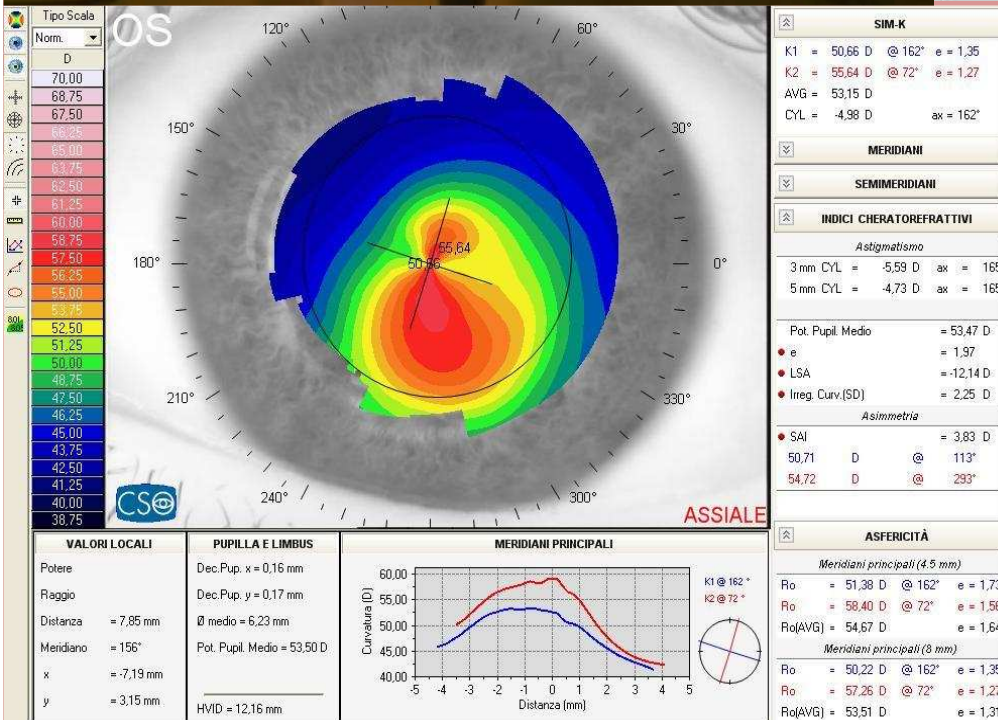 Tipo Scala
Norm.
D
70,00
68,75
67,50
66,25
65,00
63,75
62,50
61,25
60,00
58,75
57,50
56,25
55,00
53,75
52,50
51,25
50,00
48,75
47,50
46,25
45,00
43,75
42,50
41,25
40,00
38,75
OS
120°
60°
150°
30°
180°
0°
210°
330°
240°
300°
55,64
50,66
CSO
ASSIALE
SIM-K
K1 = 50,66 D @ 162° e = 1,35
K2 = 55,64 D @ 72° e = 1,27
AVG = 53,15 D
CYL = -4,98 D ax = 162°
MERIDIANI
SEMIMERIDIANI
INDICI CHERATOREFRATTIVI
Astigmatismo
3 mm CYL = -5,59 D ax = 165
5 mm CYL = -4,73 D ax = 165
Pot. Pupil. Medio = 53,47 D
e = 1,97
LSA =-12,14 D
Irreg. Curv.(SD) = 2,25 D
Asimmetria
SAI = 3,83 D
50,71 D @ 113°
54,72 D @ 293°
ASFERICITÀ
Meridiani principali (4.5 mm)
Ro = 51,38 D @ 162° e = 1,73
Ro = 58,40 D @ 72° e = 1,56
Ro(AVG) = 54,67 D e = 1,64
Meridiani principali (8 mm)
Ro = 50,22 D @ 162° e = 1,35
Ro = 57,26 D @ 72° e = 1,27
Ro(AVG) = 53,51 D e = 1,31
VALORI LOCALI
Potere
Raggio
Distanza = 7,85 mm
Meridiano = 156°
x = -7,19 mm
y = 3,15 mm
PUPILLA E LIMBUS
Dec.Pup. x = 0,16 mm
Dec.Pup. y = 0,17 mm
Ø medio = 6,23 mm
Pot. Pupil. Medio = 53,50 D
HVID = 12,16 mm
MERIDIANI PRINCIPALI
Curvatura (D)
60,00
55,00
50,00
45,00
40,00
-5 -4 -3 -2 -1 0 1 2 3 4 5
Distanza (mm)
K1 @ 162 °
K2 @ 72 °